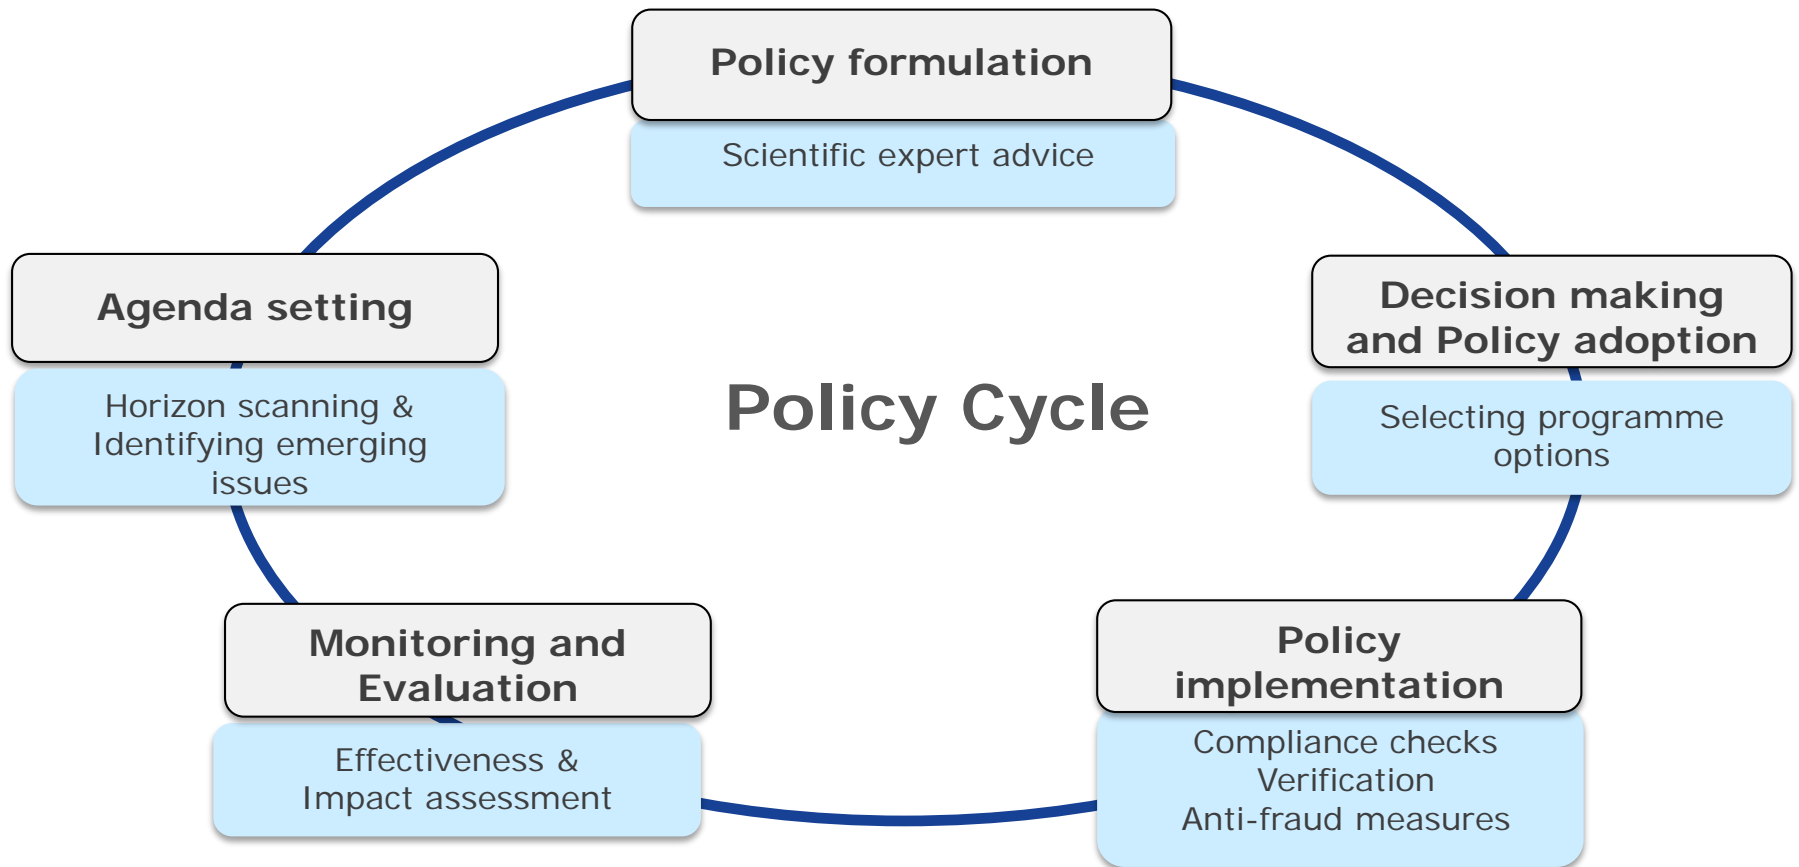 Policy formulation
Scientific expert advice
Agenda setting
Horizon scanning &
Identifying emerging
issues
Policy Cycle
Decision making
and Policy adoption
Selecting programme
options
Monitoring and
Evaluation
Effectiveness &
Impact assessment
Policy
implementation
Compliance checks
Verification
Anti-fraud measures